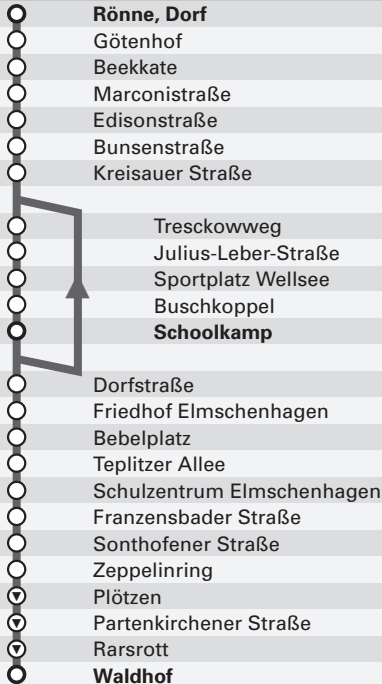 Rönne, Dorf
Götenhof
Beekkate
Marconistraße
Edisonstraße
Bunsenstraße
Kreisauer Straße
Tresckowweg
Julius-Leber-Straße
Sportplatz Wellsee
Buschkoppel
Schoolkamp
Dorfstraße
Friedhof Elmschenhagen
Bebelplatz
Teplitzer Allee
Schulzentrum Elmschenhagen
Franzensbader Straße
Sonthofener Straße
Zeppelinring
Plötzen
Partenkirchener Straße
Rarsrott
Waldhof